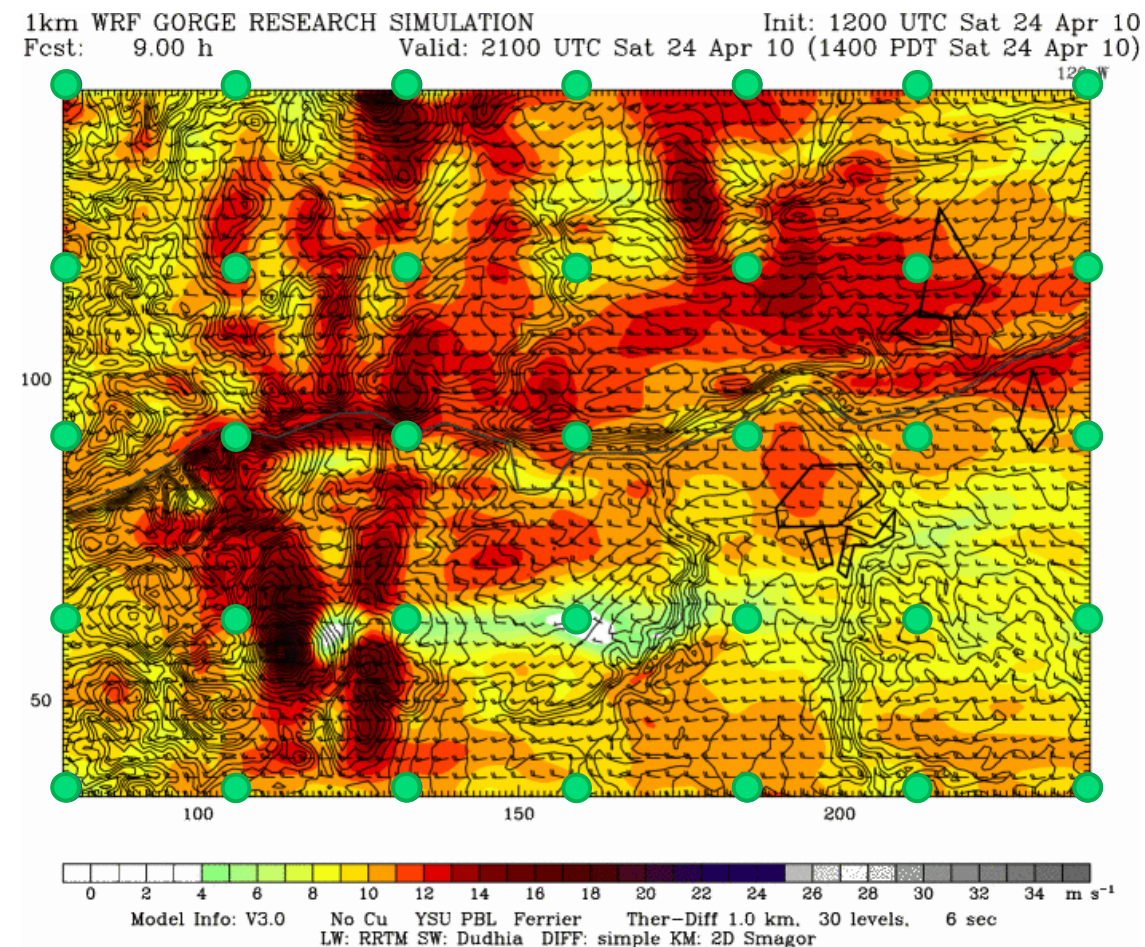 1km WRF GORGE RESEARCH SIMULATION Init: 1200 UTC Sat 24 Apr 10
Fcst: 9.00 h Valid: 2100 UTC Sat 24 Apr 10 (1400 PDT Sat 24 Apr 10)
W
100
50
100 150 200
0 2 4 6 8 10 12 14 16 18 20 22 24 26 28 30 32 34 m s⁻¹
Model Info: V3.0 No Cu YSU PBL Ferrier Ther-Diff 1.0 km, 30 levels, 6 sec
LW: RRTM SW: Dudhia DIFF: simple KM: 2D Smagor